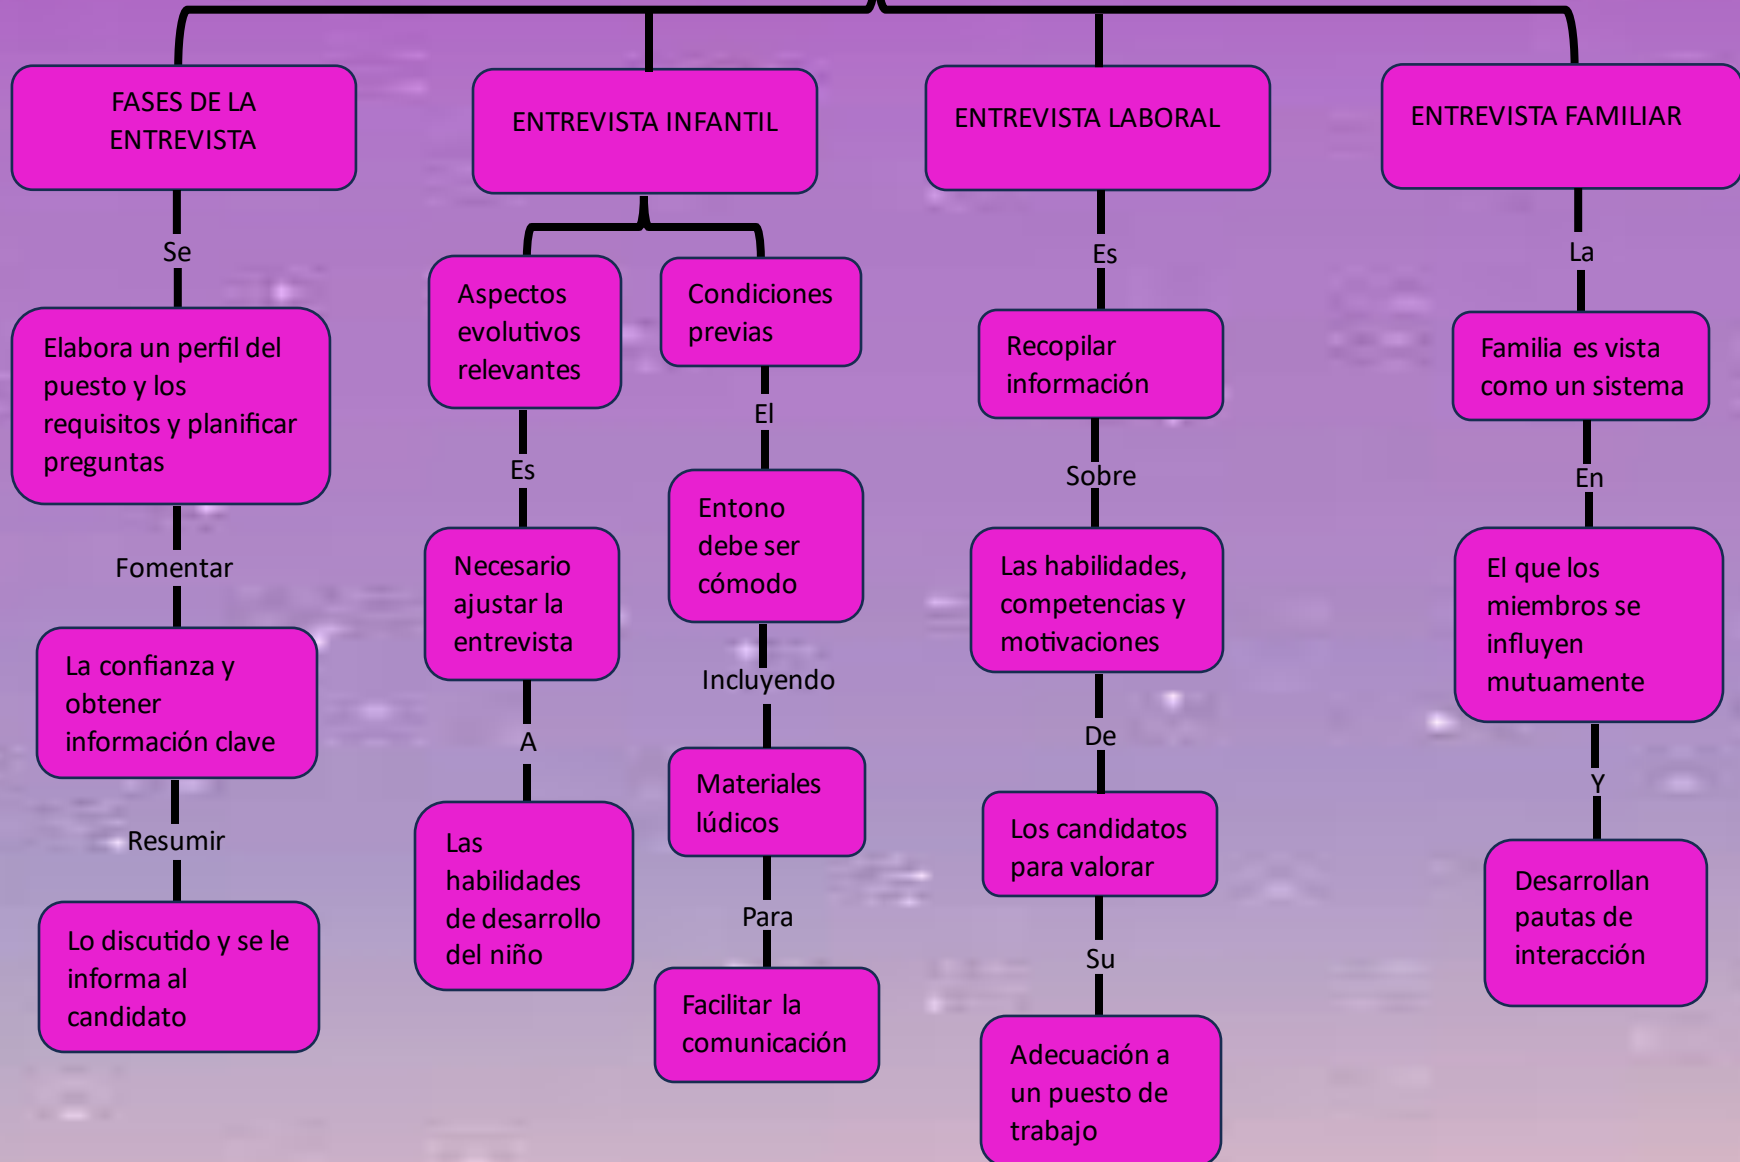 FASES DE LA
ENTREVISTA
Se
Elabora un perfil del
puesto y los
requisitos y planificar
preguntas
Fomentar
La confianza y
obtener
información clave
Resumir
Lo discutido y se le
informa al
candidato
ENTREVISTA INFANTIL
Aspectos
evolutivos
relevantes
Es
Necesario
ajustar la
entrevista
A
Las
habilidades
de desarrollo
del niño
Condiciones
previas
El
Entono
debe ser
cómodo
Incluyendo
Materiales
lúdicos
Para
Facilitar la
comunicación
ENTREVISTA LABORAL
Es
Recopilar
información
Sobre
Las habilidades,
competencias y
motivaciones
De
Los candidatos
para valorar
Su
Adecuación a
un puesto de
trabajo
ENTREVISTA FAMILIAR
La
Familia es vista
como un sistema
En
El que los
miembros se
influyen
mutuamente
Y
Desarrollan
pautas de
interacción